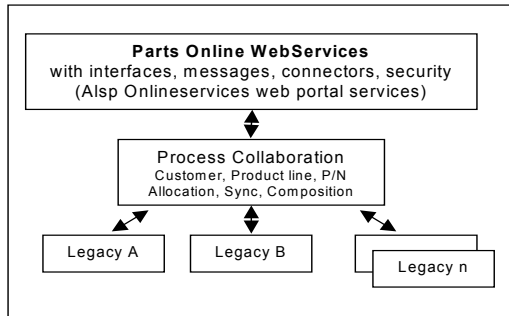 Parts Online WebServices
with interfaces, messages, connectors, security
(Alsp Onlineservices web portal services)
Process Collaboration
Customer, Product line, P/N
Allocation, Sync, Composition
Legacy A
Legacy B
Legacy n